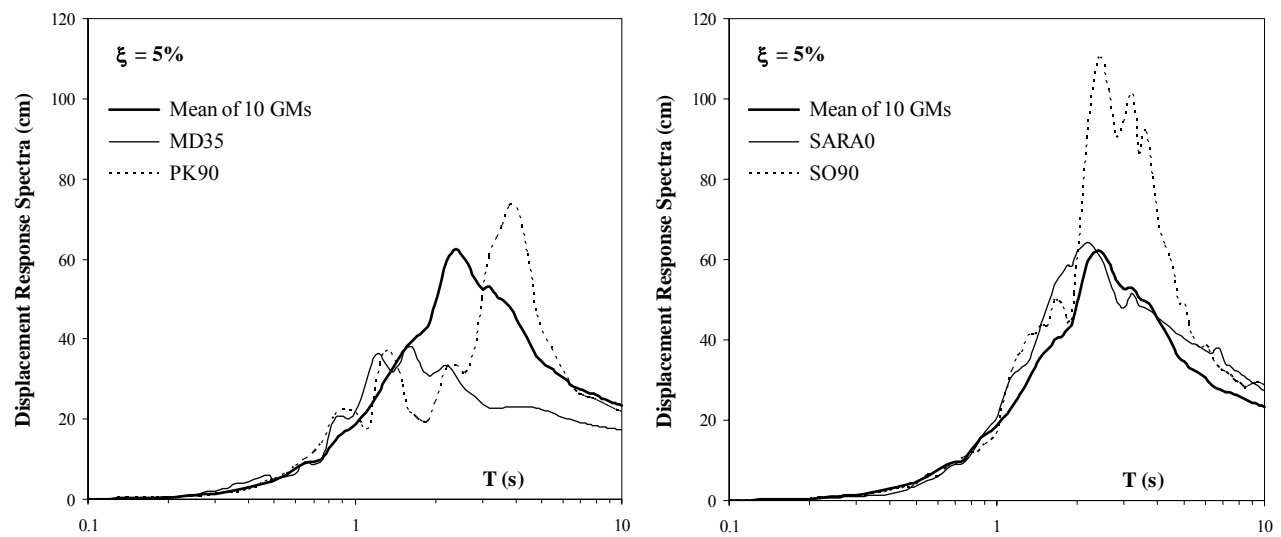 120
100
80
60
40
20
0
Displacement Response Spectra (cm)
ξ = 5%
Mean of 10 GMs
MD35
PK90
T (s)
0.1
1
10
120
100
80
60
40
20
0
Displacement Response Spectra (cm)
ξ = 5%
Mean of 10 GMs
SARA0
SO90
T (s)
0.1
1
10